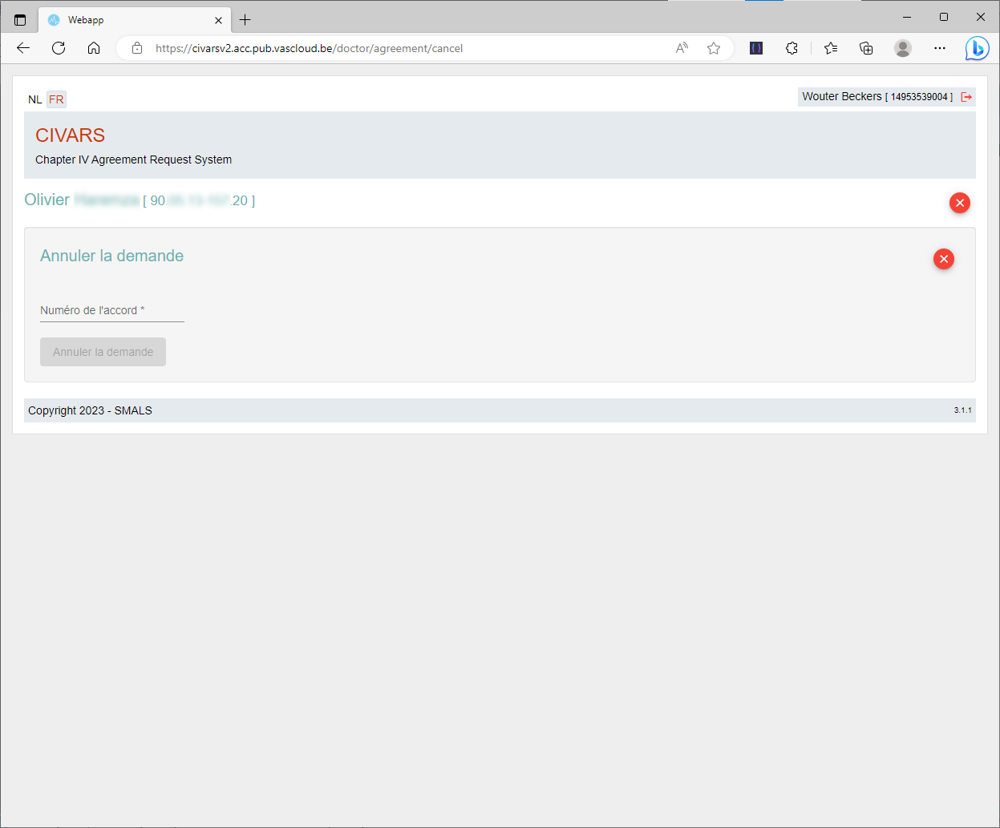 Webapp
https://civarsv2.acc.pub.vascloud.be/doctor/agreement/cancel
NL FR
Wouter Beckers [ 14953539004 ]
CIVARS
Chapter IV Agreement Request System
Olivier [ 90. .20 ]
Annuler la demande
Numéro de l'accord *
Annuler la demande
Copyright 2023 - SMALS
3.1.1